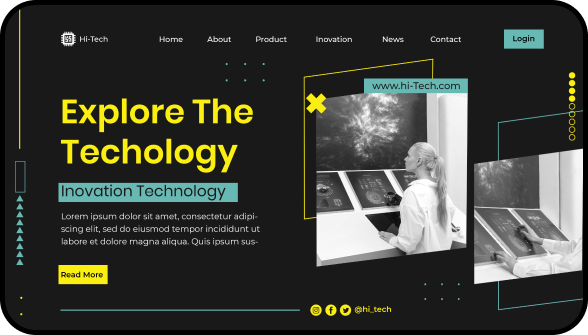 Hi-Tech
Home
About
Product
Inovation
News
Contact
Login
www.hi-Tech.com
Explore The
Techology
Inovation Technology
Lorem ipsum dolor sit amet, consectetur adipi-
scing elit, sed do eiusmod tempor incididunt ut
labore et dolore magna aliqua. Quis ipsum sus-
Read More
@hi_tech